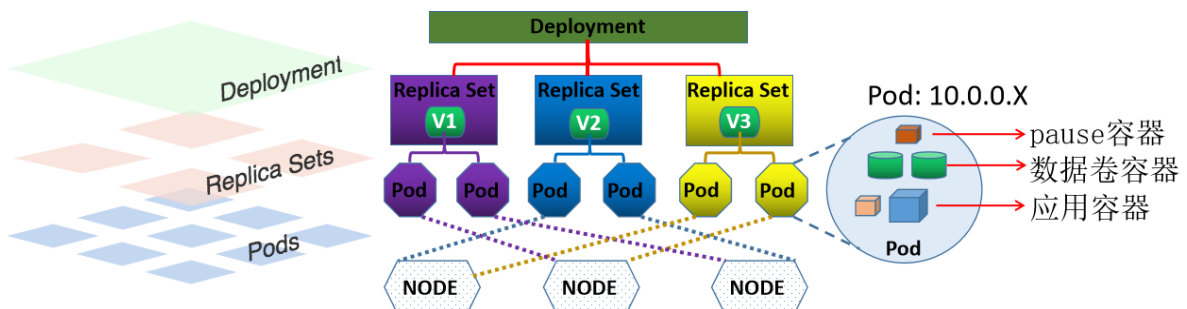 Deployment
Replica Sets
Pods
Deployment
Replica Set
Replica Set
Replica Set
V1
V2
V3
Pod
Pod
Pod
Pod
Pod
Pod
NODE
NODE
NODE
Pod: 10.0.0.X
pause容器
数据卷容器
应用容器
Pod